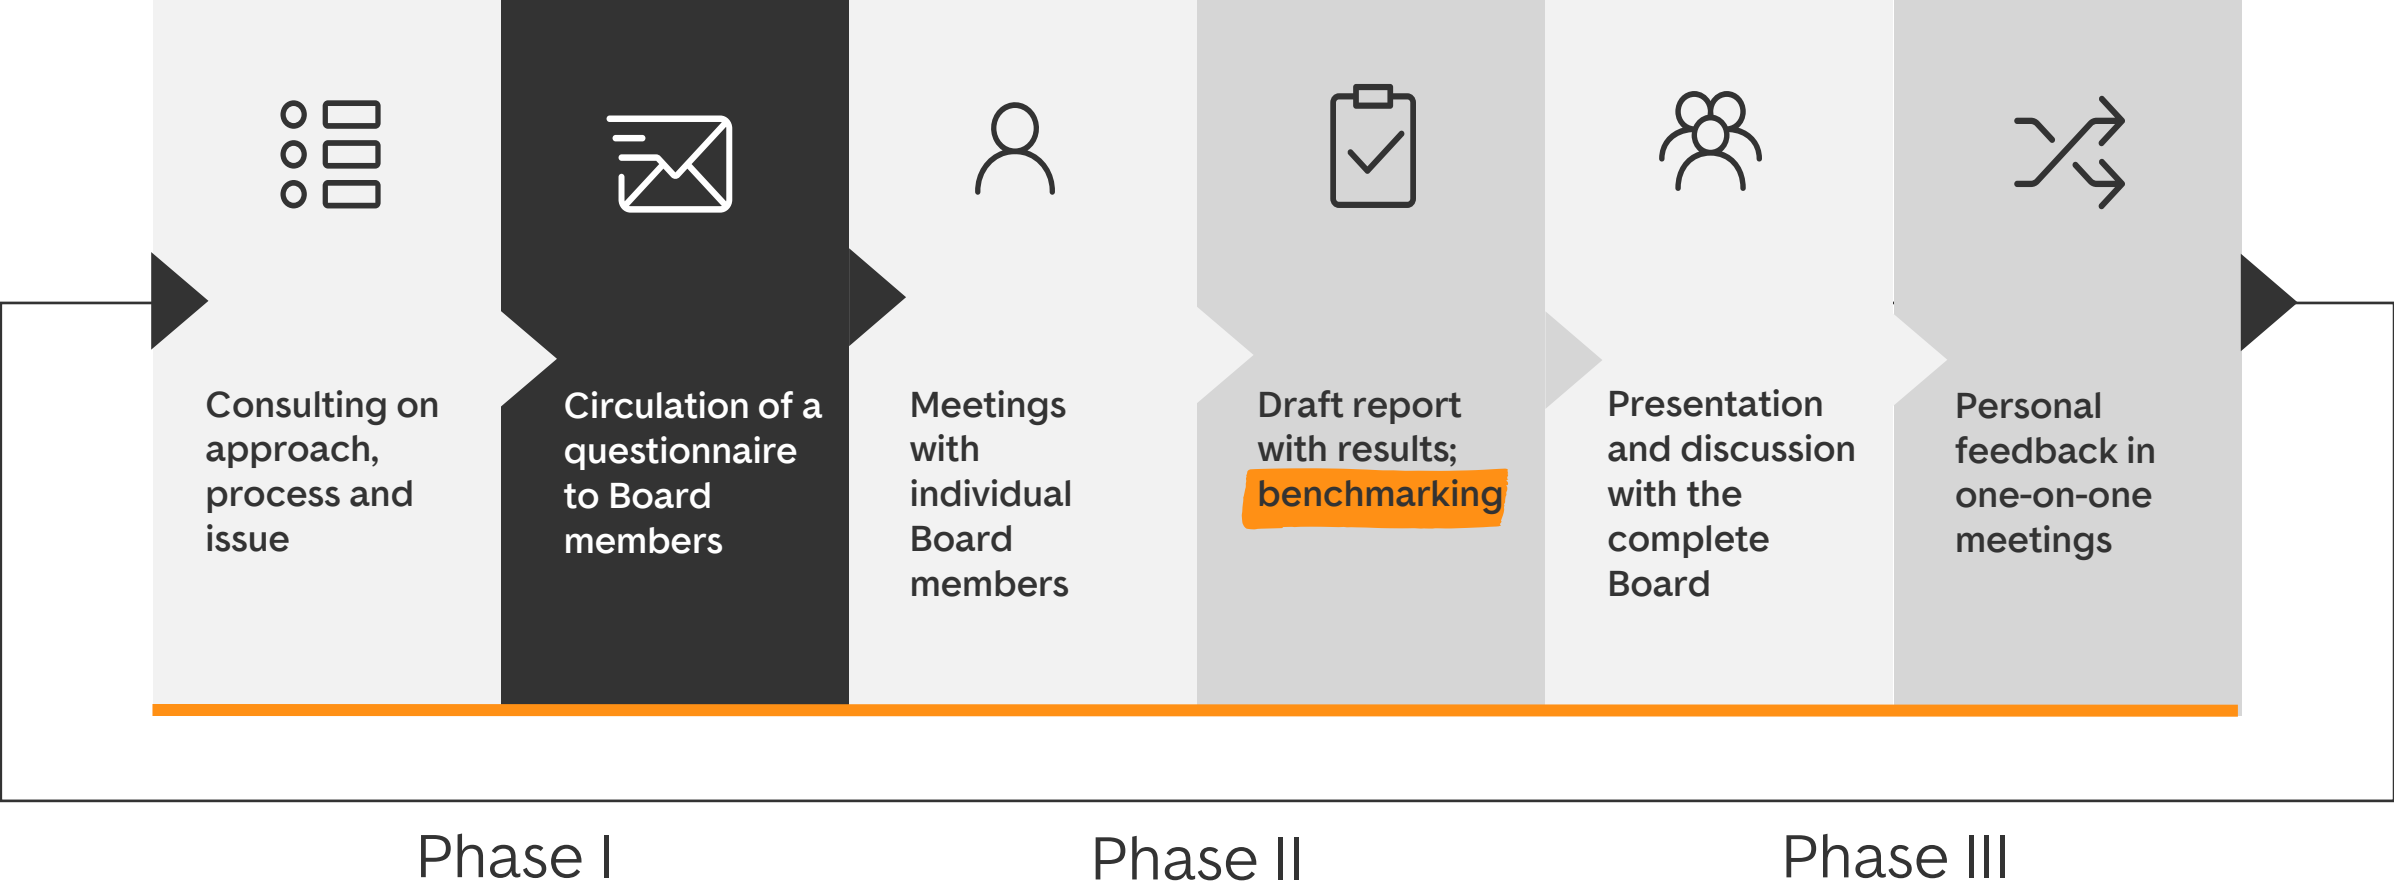 Consulting on
approach,
process and
issue
Circulation of a
questionnaire
to Board
members
Meetings
with
individual
Board
members
Draft report
with results;
benchmarking
Presentation
and discussion
with the
complete
Board
Personal
feedback in
one-on-one
meetings
Phase I
Phase II
Phase III